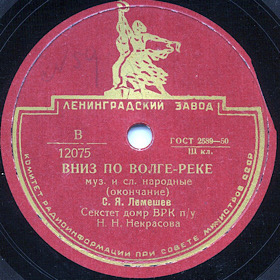 ЛЕНИНГРАДСКИЙ ЗАВОД
В
12075
ГОСТ 2589—50
III кл.
ВНИЗ ПО ВОЛГЕ-РЕКЕ
муз. и сл. народные
(окончание)
С. Я. Лемешев
Секстет домр ВРК п/у
Н. Н. Некрасова
КОМИТЕТ РАДИОИНФОРМАЦИИ ПРИ СОВЕТЕ МИНИСТРОВ СССР